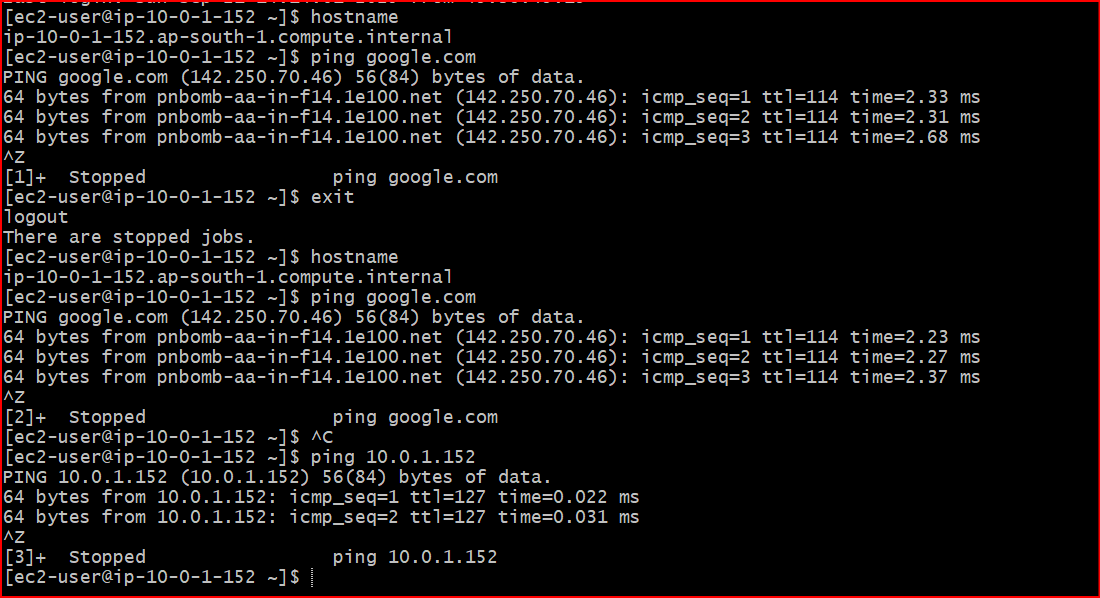 [ec2-user@ip-10-0-1-152 ~]$ hostname
ip-10-0-1-152.ap-south-1.compute.internal
[ec2-user@ip-10-0-1-152 ~]$ ping google.com
PING google.com (142.250.70.46) 56(84) bytes of data.
64 bytes from pnbomb-aa-in-f14.1e100.net (142.250.70.46): icmp_seq=1 ttl=114 time=2.33 ms
64 bytes from pnbomb-aa-in-f14.1e100.net (142.250.70.46): icmp_seq=2 ttl=114 time=2.31 ms
64 bytes from pnbomb-aa-in-f14.1e100.net (142.250.70.46): icmp_seq=3 ttl=114 time=2.68 ms
^Z
[1]+  Stopped                 ping google.com
[ec2-user@ip-10-0-1-152 ~]$ exit
logout
There are stopped jobs.
[ec2-user@ip-10-0-1-152 ~]$ hostname
ip-10-0-1-152.ap-south-1.compute.internal
[ec2-user@ip-10-0-1-152 ~]$ ping google.com
PING google.com (142.250.70.46) 56(84) bytes of data.
64 bytes from pnbomb-aa-in-f14.1e100.net (142.250.70.46): icmp_seq=1 ttl=114 time=2.23 ms
64 bytes from pnbomb-aa-in-f14.1e100.net (142.250.70.46): icmp_seq=2 ttl=114 time=2.27 ms
64 bytes from pnbomb-aa-in-f14.1e100.net (142.250.70.46): icmp_seq=3 ttl=114 time=2.37 ms
^Z
[2]+  Stopped                 ping google.com
[ec2-user@ip-10-0-1-152 ~]$ ^C
[ec2-user@ip-10-0-1-152 ~]$ ping 10.0.1.152
PING 10.0.1.152 (10.0.1.152) 56(84) bytes of data.
64 bytes from 10.0.1.152: icmp_seq=1 ttl=127 time=0.022 ms
64 bytes from 10.0.1.152: icmp_seq=2 ttl=127 time=0.031 ms
^Z
[3]+  Stopped                 ping 10.0.1.152
[ec2-user@ip-10-0-1-152 ~]$